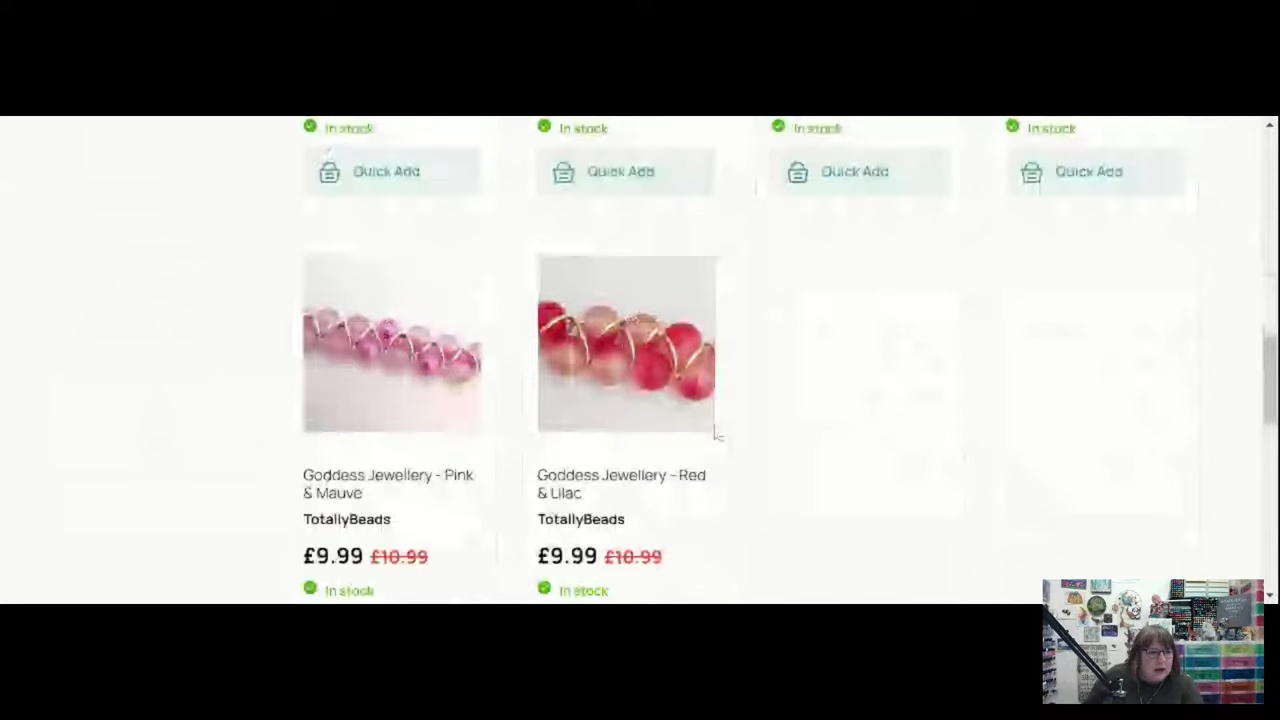 In stock
In stock
In stock
In stock
Quick Add
Quick Add
Quick Add
Quick Add
Goddess Jewellery - Pink
& Mauve
TotallyBeads
£9.99 £10.99
In stock
Goddess Jewellery - Red
& Lilac
TotallyBeads
£9.99 £10.99
In stock